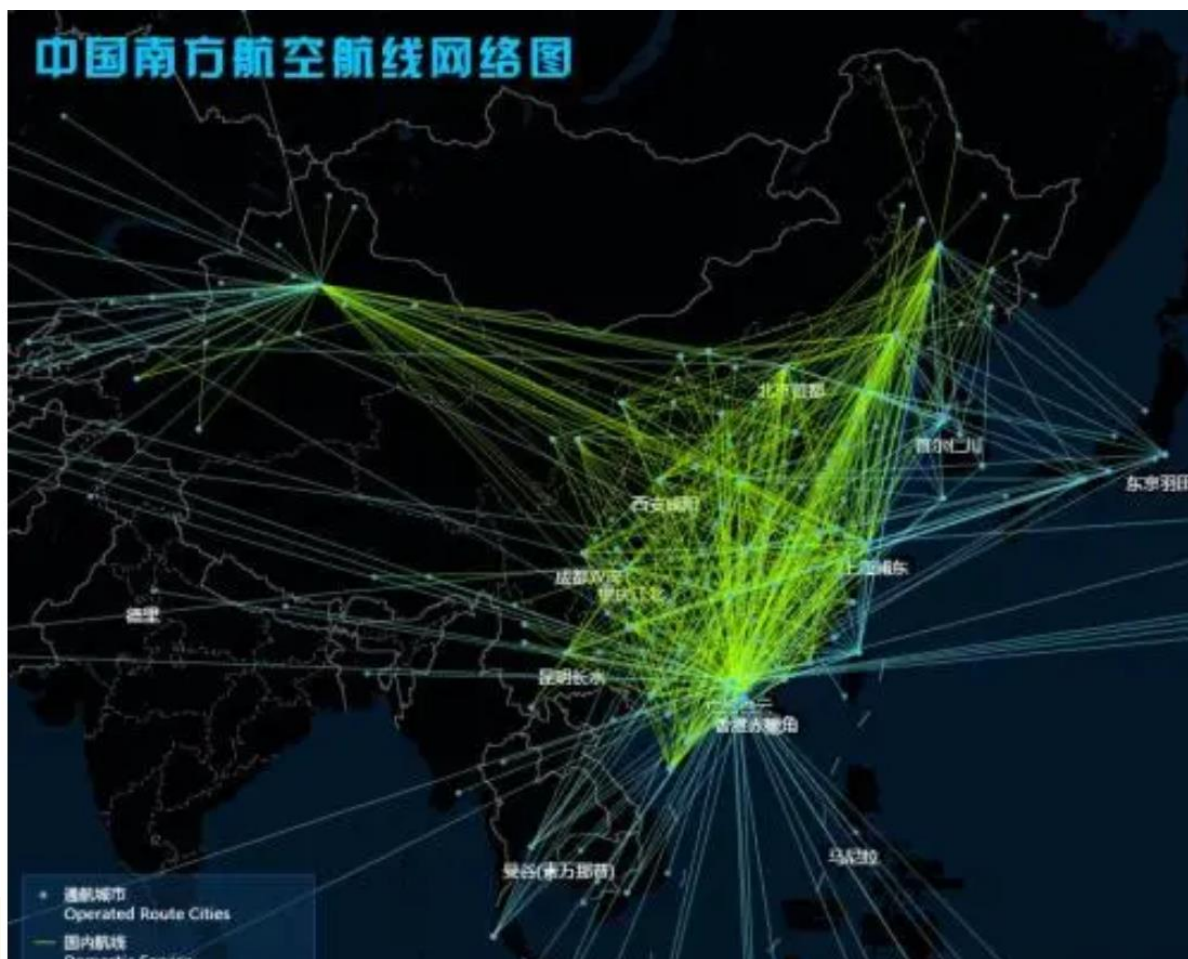 中国南方航空航线网络图
北京首都
首尔仁川
东京羽田
西安咸阳
上海浦东
成都双流
德里
昆明长水
香港赤鱲角
曼谷(素万那普)
马尼拉
通航城市
Operated Route Cities
国内航线